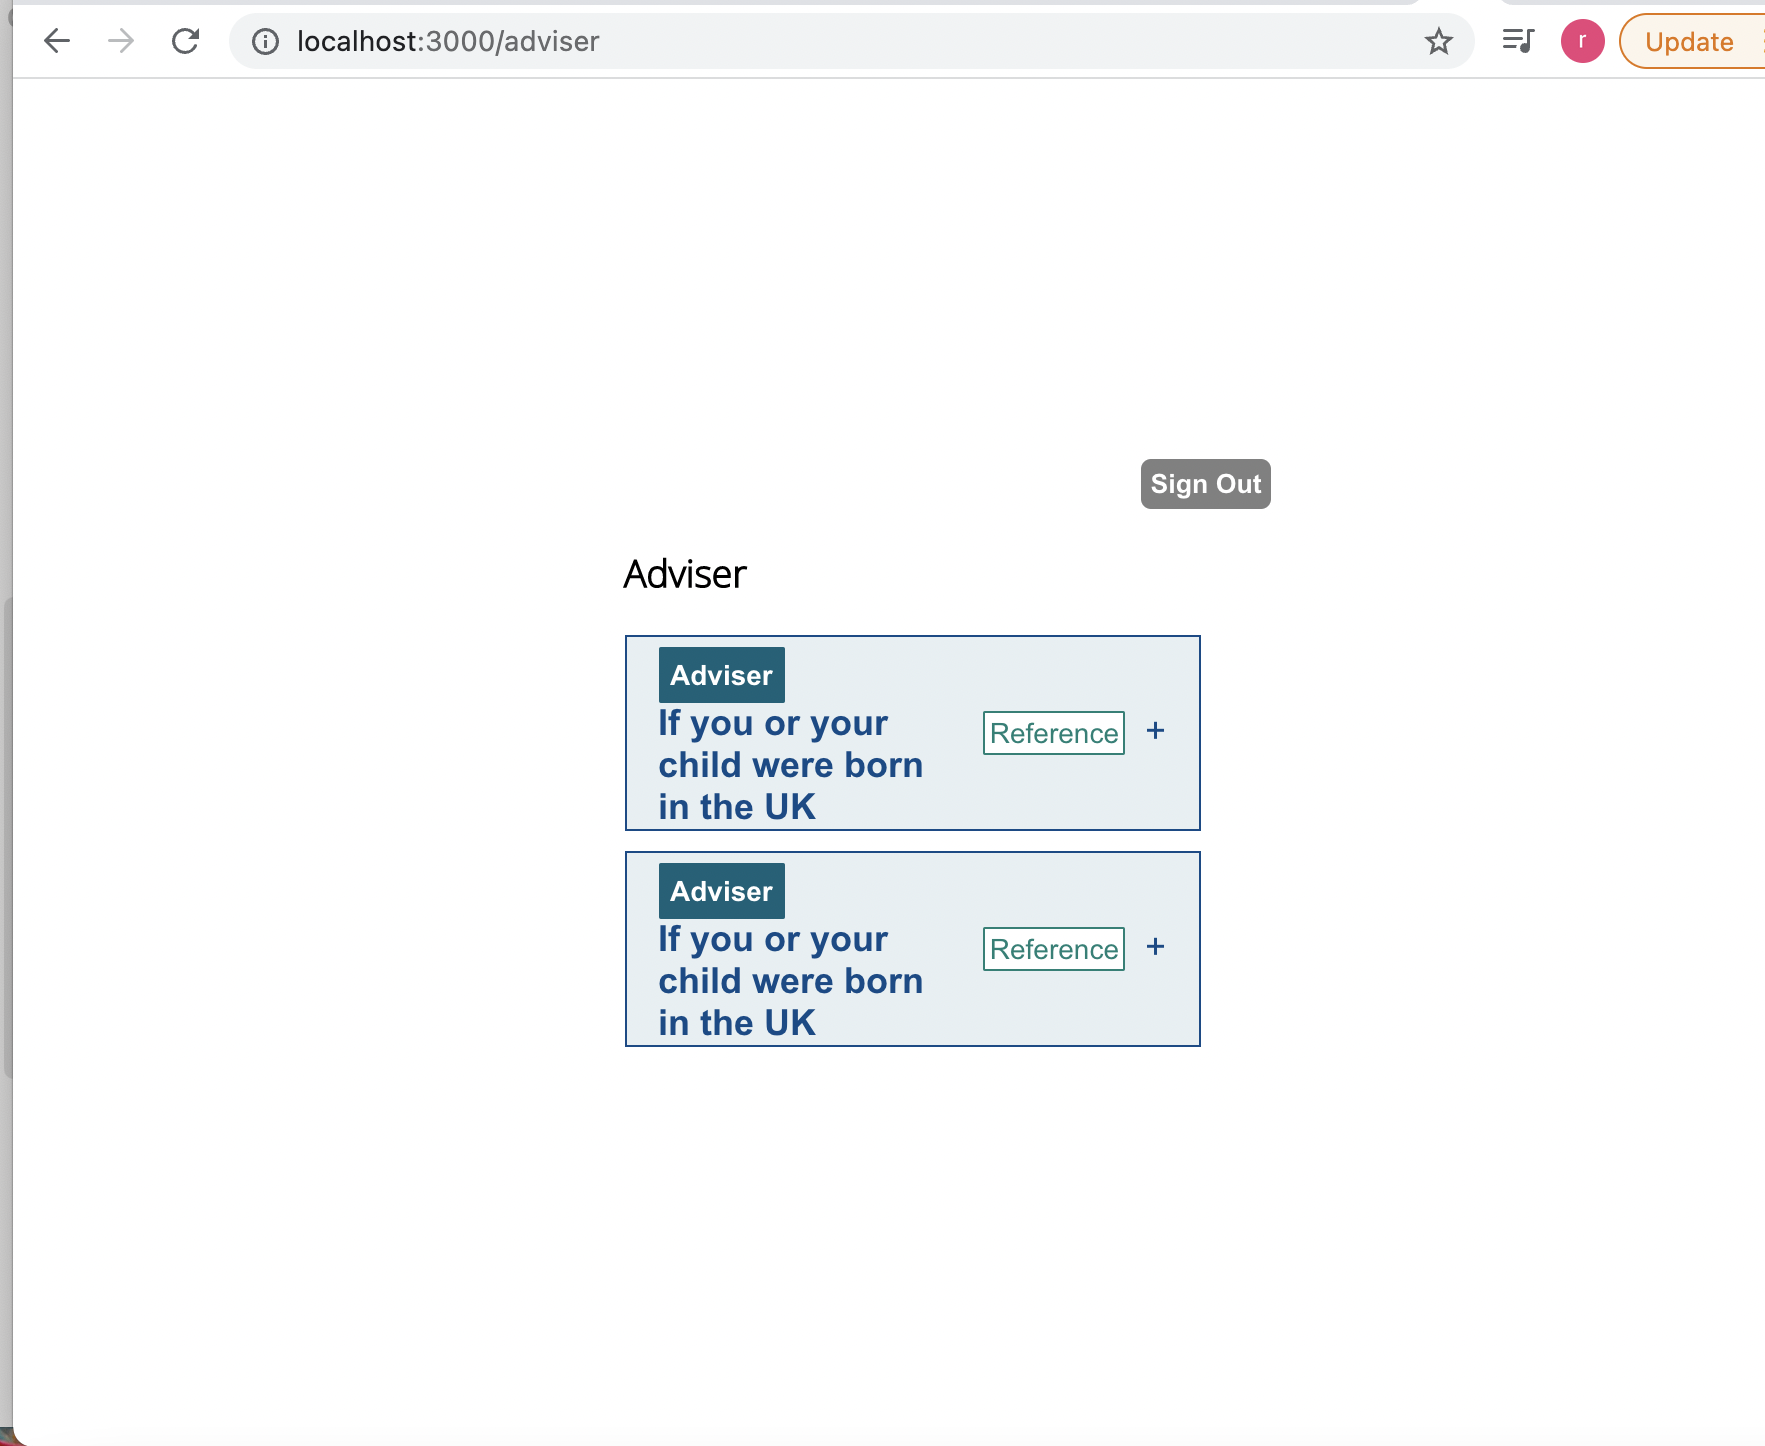 localhost:3000/adviser
r
Update
Sign Out
Adviser
Adviser
If you or your
child were born
in the UK
Reference +
Adviser
If you or your
child were born
in the UK
Reference +